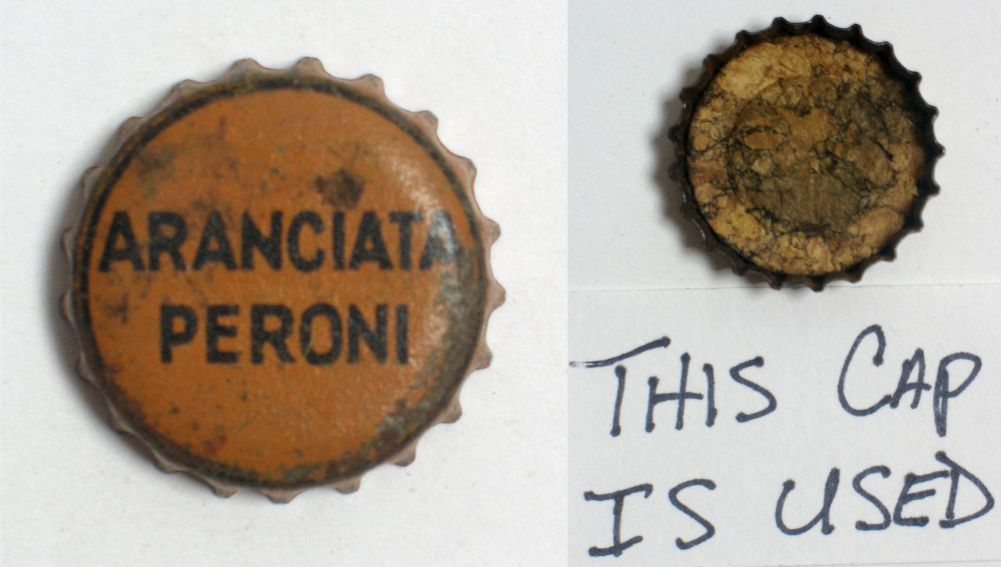 ARANCIATA
PERONI
THIS CAP
IS USED